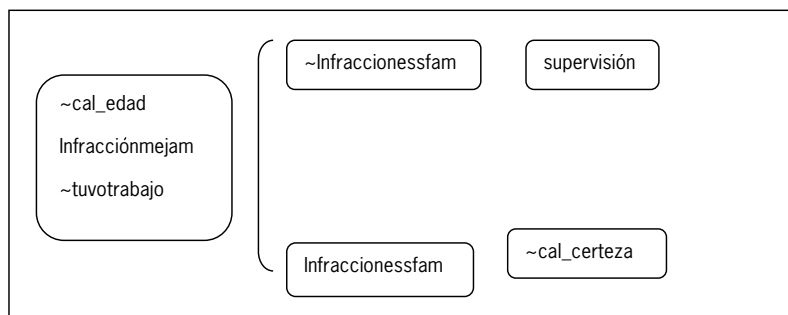 ~Infraccionessfam
supervisión
~cal_edad
Infracciónmejam
~tuvotrabajo
Infraccionessfam
~cal_certeza